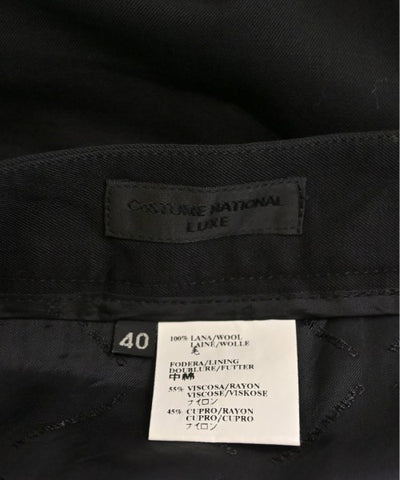 CoSTUME NATIONAL
LUXE
40
100% LANA/WOOL
LAINE/WOLLE
毛
FODERA/LINING
DOUBLURE/FUTTER
中綿
55% VISCOSA/RAYON
VISCOSE/VISKOSE
ナイロン
45% CUPRO/RAYON
CUPRO/CUPRO
ナイロン